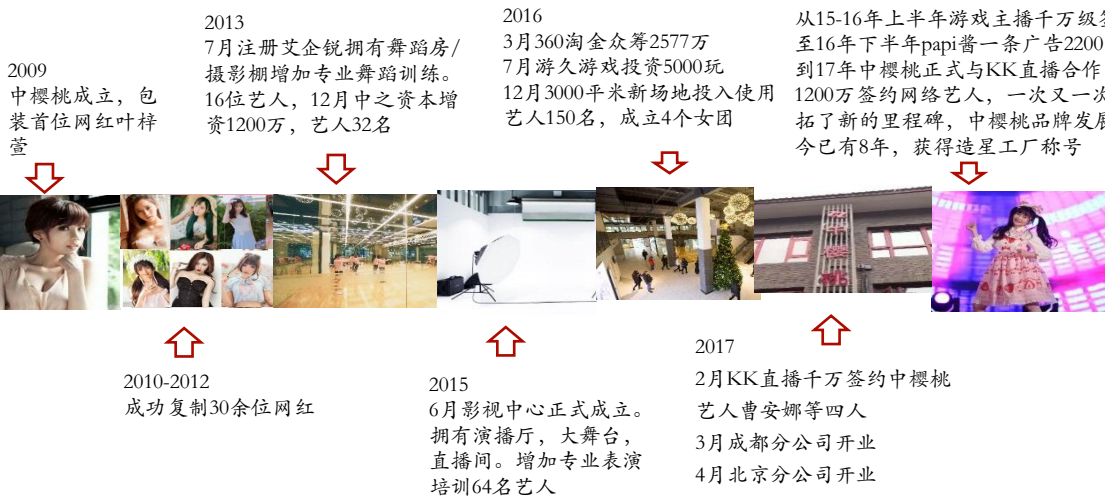 2009
中樱桃成立，包
装首位网红叶梓
萱
2010-2012
成功复制30余位网红
2013
7月注册艾企锐拥有舞蹈房/
摄影棚增加专业舞蹈训练。
16位艺人，12月中之资本增
资1200万，艺人32名
2015
6月影视中心正式成立。
拥有演播厅，大舞台，
直播间。增加专业表演
培训64名艺人
2016
3月360淘金众筹2577万
7月游久游戏投资5000玩
12月3000平米新场地投入使用
艺人150名，成立4个女团
2017
2月KK直播千万签约中樱桃
艺人曹安娜等四人
3月成都分公司开业
4月北京分公司开业
从15-16年上半年游戏主播千万级签
至16年下半年papi酱一条广告2200
到17年中樱桃正式与KK直播合作
1200万签约网络艺人，一次又一次
拓了新的里程碑，中樱桃品牌发展
今已有8年，获得造星工厂称号